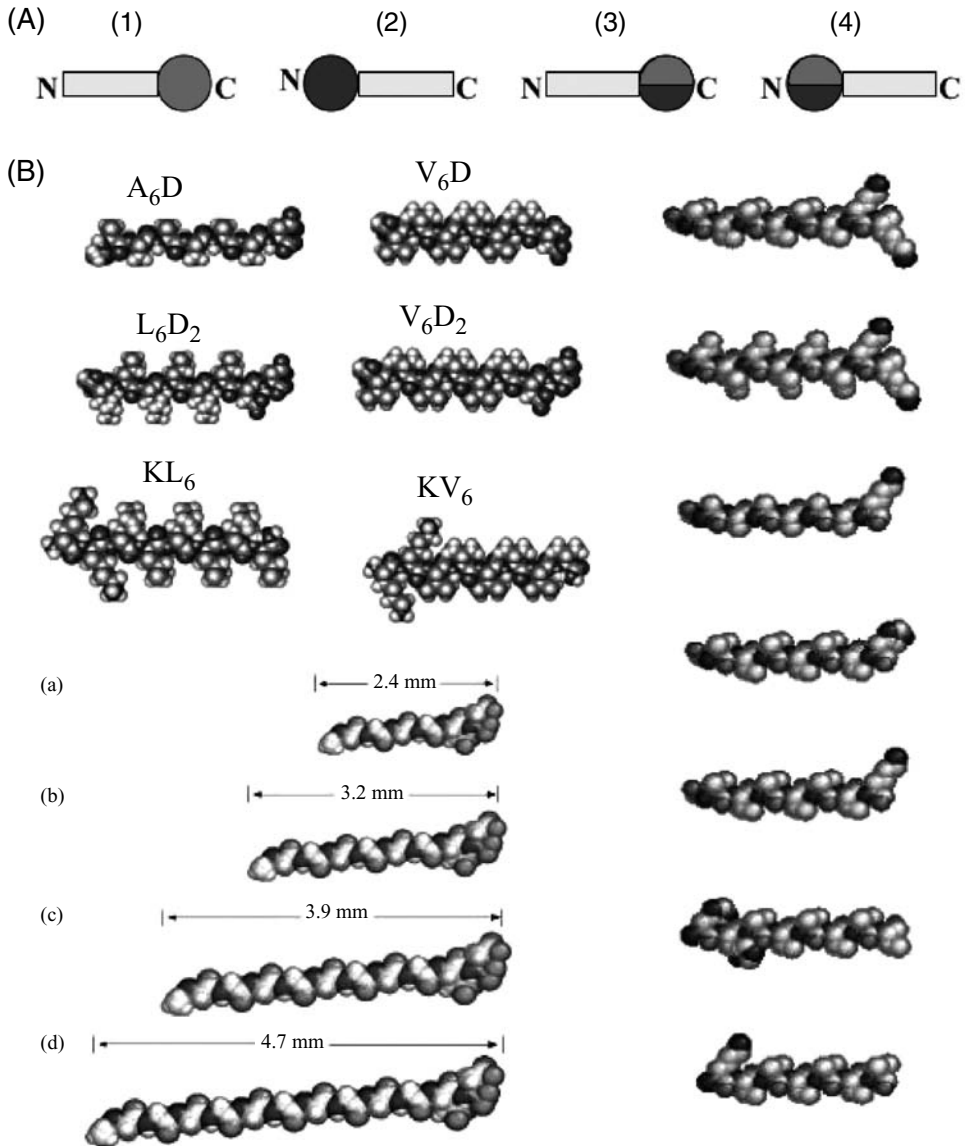 (A) (1) (2) (3) (4)
N C N C N C N C
(B)
A₆D V₆D
L₆D₂ V₆D₂
KL₆ KV₆
(a) 2.4 mm
(b) 3.2 mm
(c) 3.9 mm
(d) 4.7 mm